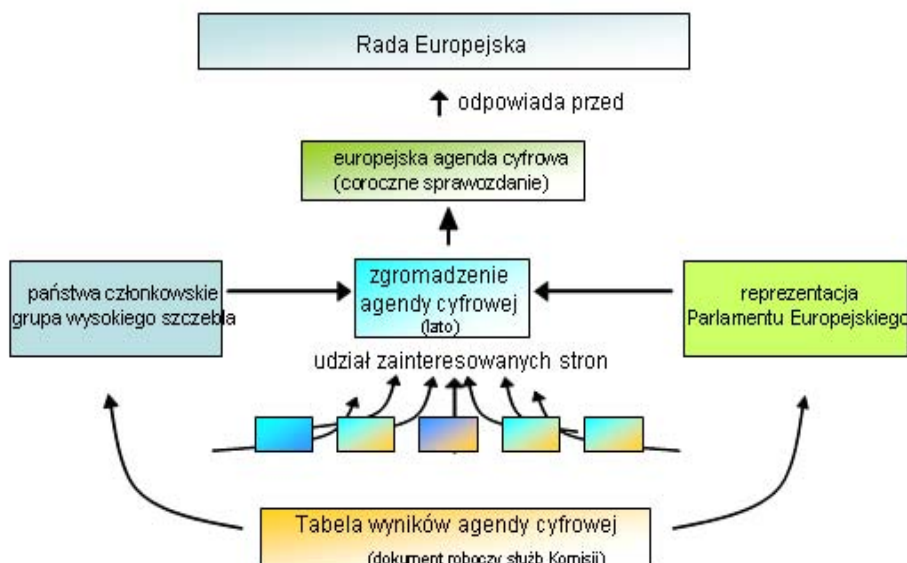 Rada Europejska
odpowiada przed
europejska agenda cyfrowa
(coroczne sprawozdanie)
państwa członkowskie
grupa wysokiego szczebla
zgromadzenie
agendy cyfrowej
(lato)
reprezentacja
Parlamentu Europejskiego
udział zainteresowanych stron
Tabela wyników agendy cyfrowej
(dokument roboczy służb Komisji)